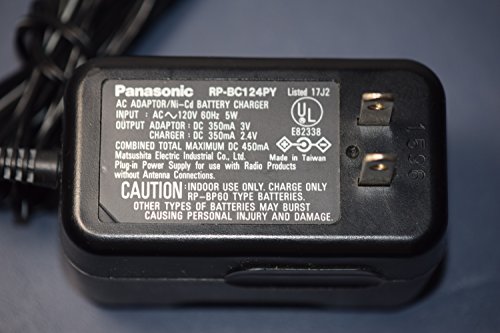 Panasonic RP-BC124PY Listed 17J2
AC ADAPTOR/Ni-Cd BATTERY CHARGER
INPUT : AC∿120V 60Hz 5W
OUTPUT ADAPTOR : DC 350mA 3V
CHARGER : DC 350mA 2.4V
COMBINED TOTAL MAXIMUM DC 450mA
Matsushita Electric Industrial Co., Ltd.
Plug-in Power Supply for use with Radio Products
without Antenna Connections.
UL
E82338
Made in Taiwan
CAUTION: INDOOR USE ONLY. CHARGE ONLY
RP-BP60 TYPE BATTERIES.
OTHER TYPES OF BATTERIES MAY BURST
CAUSING PERSONAL INJURY AND DAMAGE.
1596